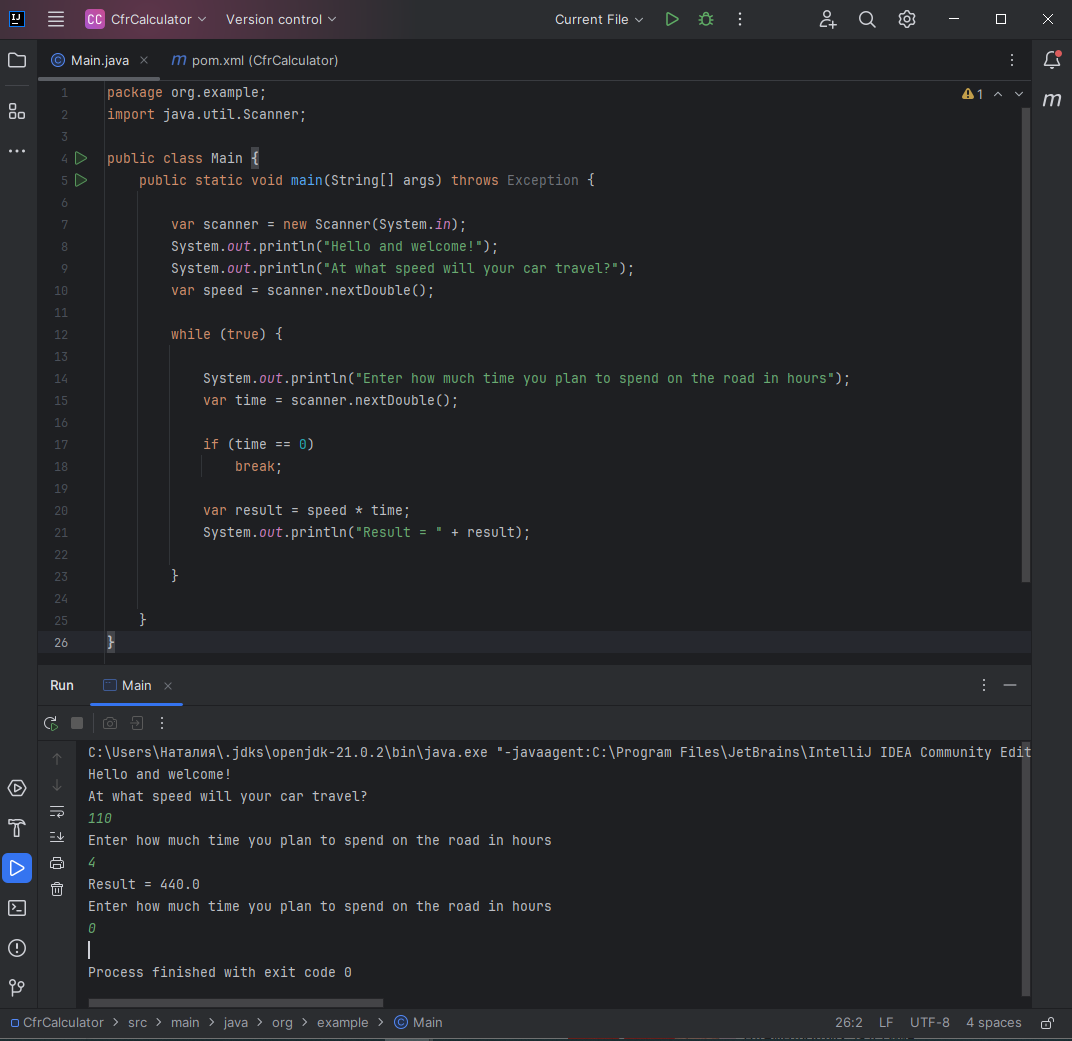 IJ CC CfrCalculator Version control Current File
Main.java pom.xml (CfrCalculator)
1 package org.example; 1
2 import java.util.Scanner;
3
4 public class Main {
5 public static void main(String[] args) throws Exception {
6
7 var scanner = new Scanner(System.in);
8 System.out.println("Hello and welcome!");
9 System.out.println("At what speed will your car travel?");
10 var speed = scanner.nextDouble();
11
12 while (true) {
13
14 System.out.println("Enter how much time you plan to spend on the road in hours");
15 var time = scanner.nextDouble();
16
17 if (time == 0)
18 break;
19
20 var result = speed * time;
21 System.out.println("Result = " + result);
22
23 }
24
25 }
26 }
Run Main
C:\Users\Наталия\.jdks\openjdk-21.0.2\bin\java.exe "-javaagent:C:\Program Files\JetBrains\IntelliJ IDEA Community Edit
Hello and welcome!
At what speed will your car travel?
110
Enter how much time you plan to spend on the road in hours
4
Result = 440.0
Enter how much time you plan to spend on the road in hours
0
Process finished with exit code 0
CfrCalculator > src > main > java > org > example > Main 26:2 LF UTF-8 4 spaces